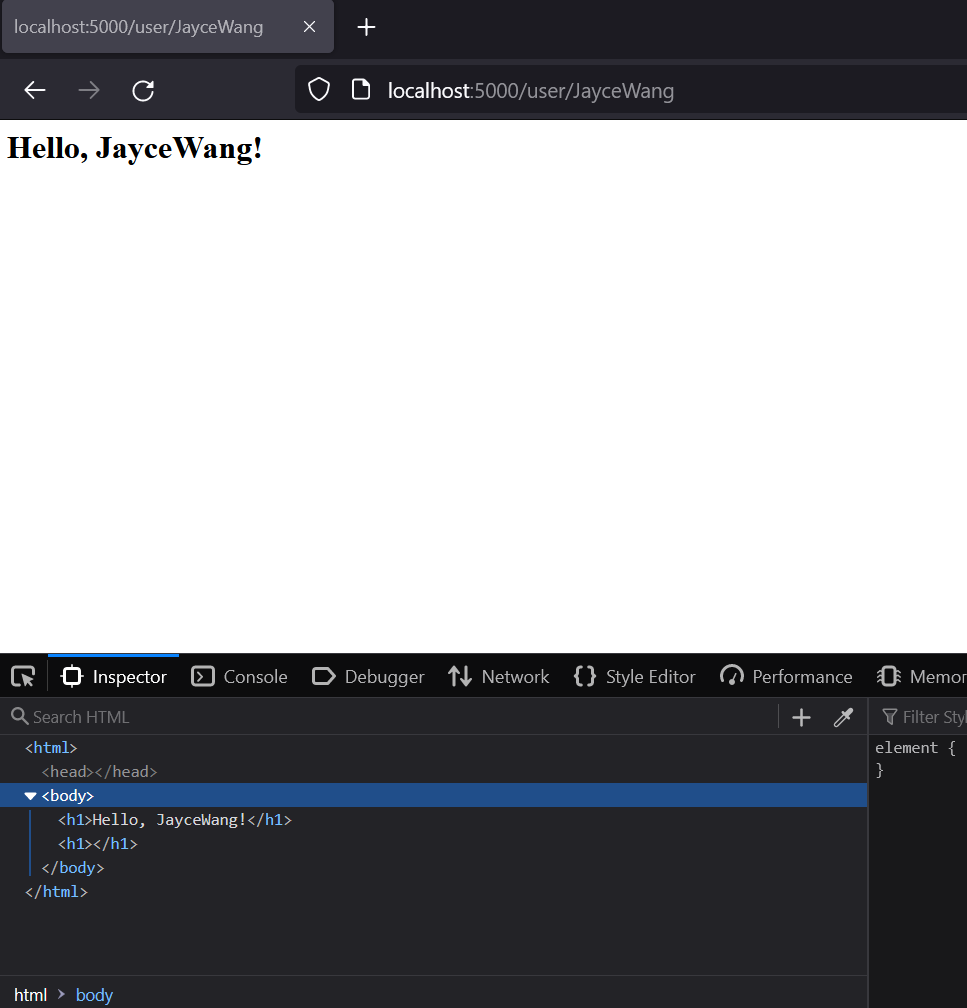 localhost:5000/user/JayceWang
localhost:5000/user/JayceWang
Hello, JayceWang!
Inspector Console Debugger Network Style Editor Performance Memor
Search HTML Filter Styl
<html> element {
<head></head> }
<body>
<h1>Hello, JayceWang!</h1>
<h1></h1>
</body>
</html>
html > body